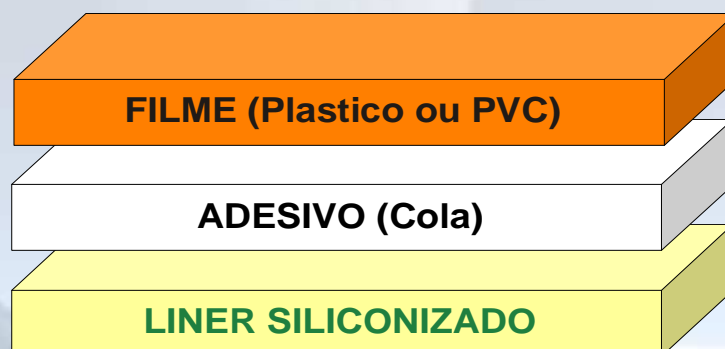 FILME (Plastico ou PVC)
ADESIVO (Cola)
LINER SILICONIZADO